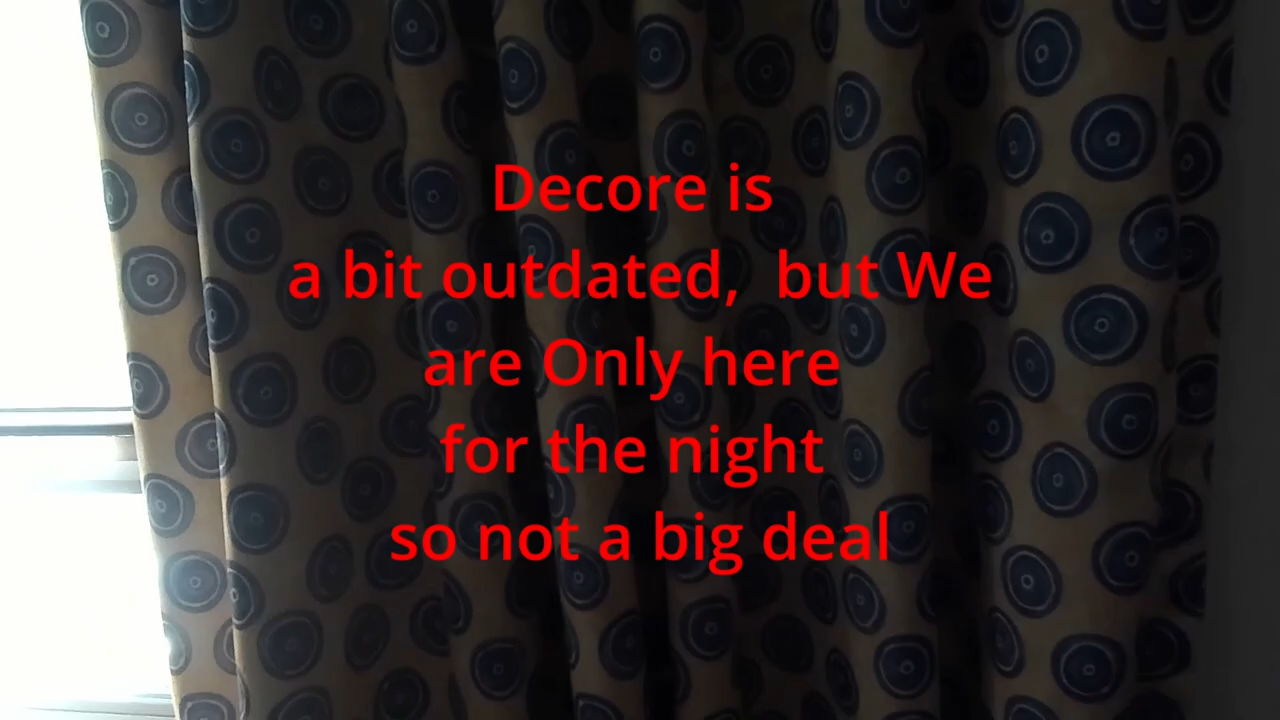 Decore is
a bit outdated,  but We
are Only here
for the night
so not a big deal